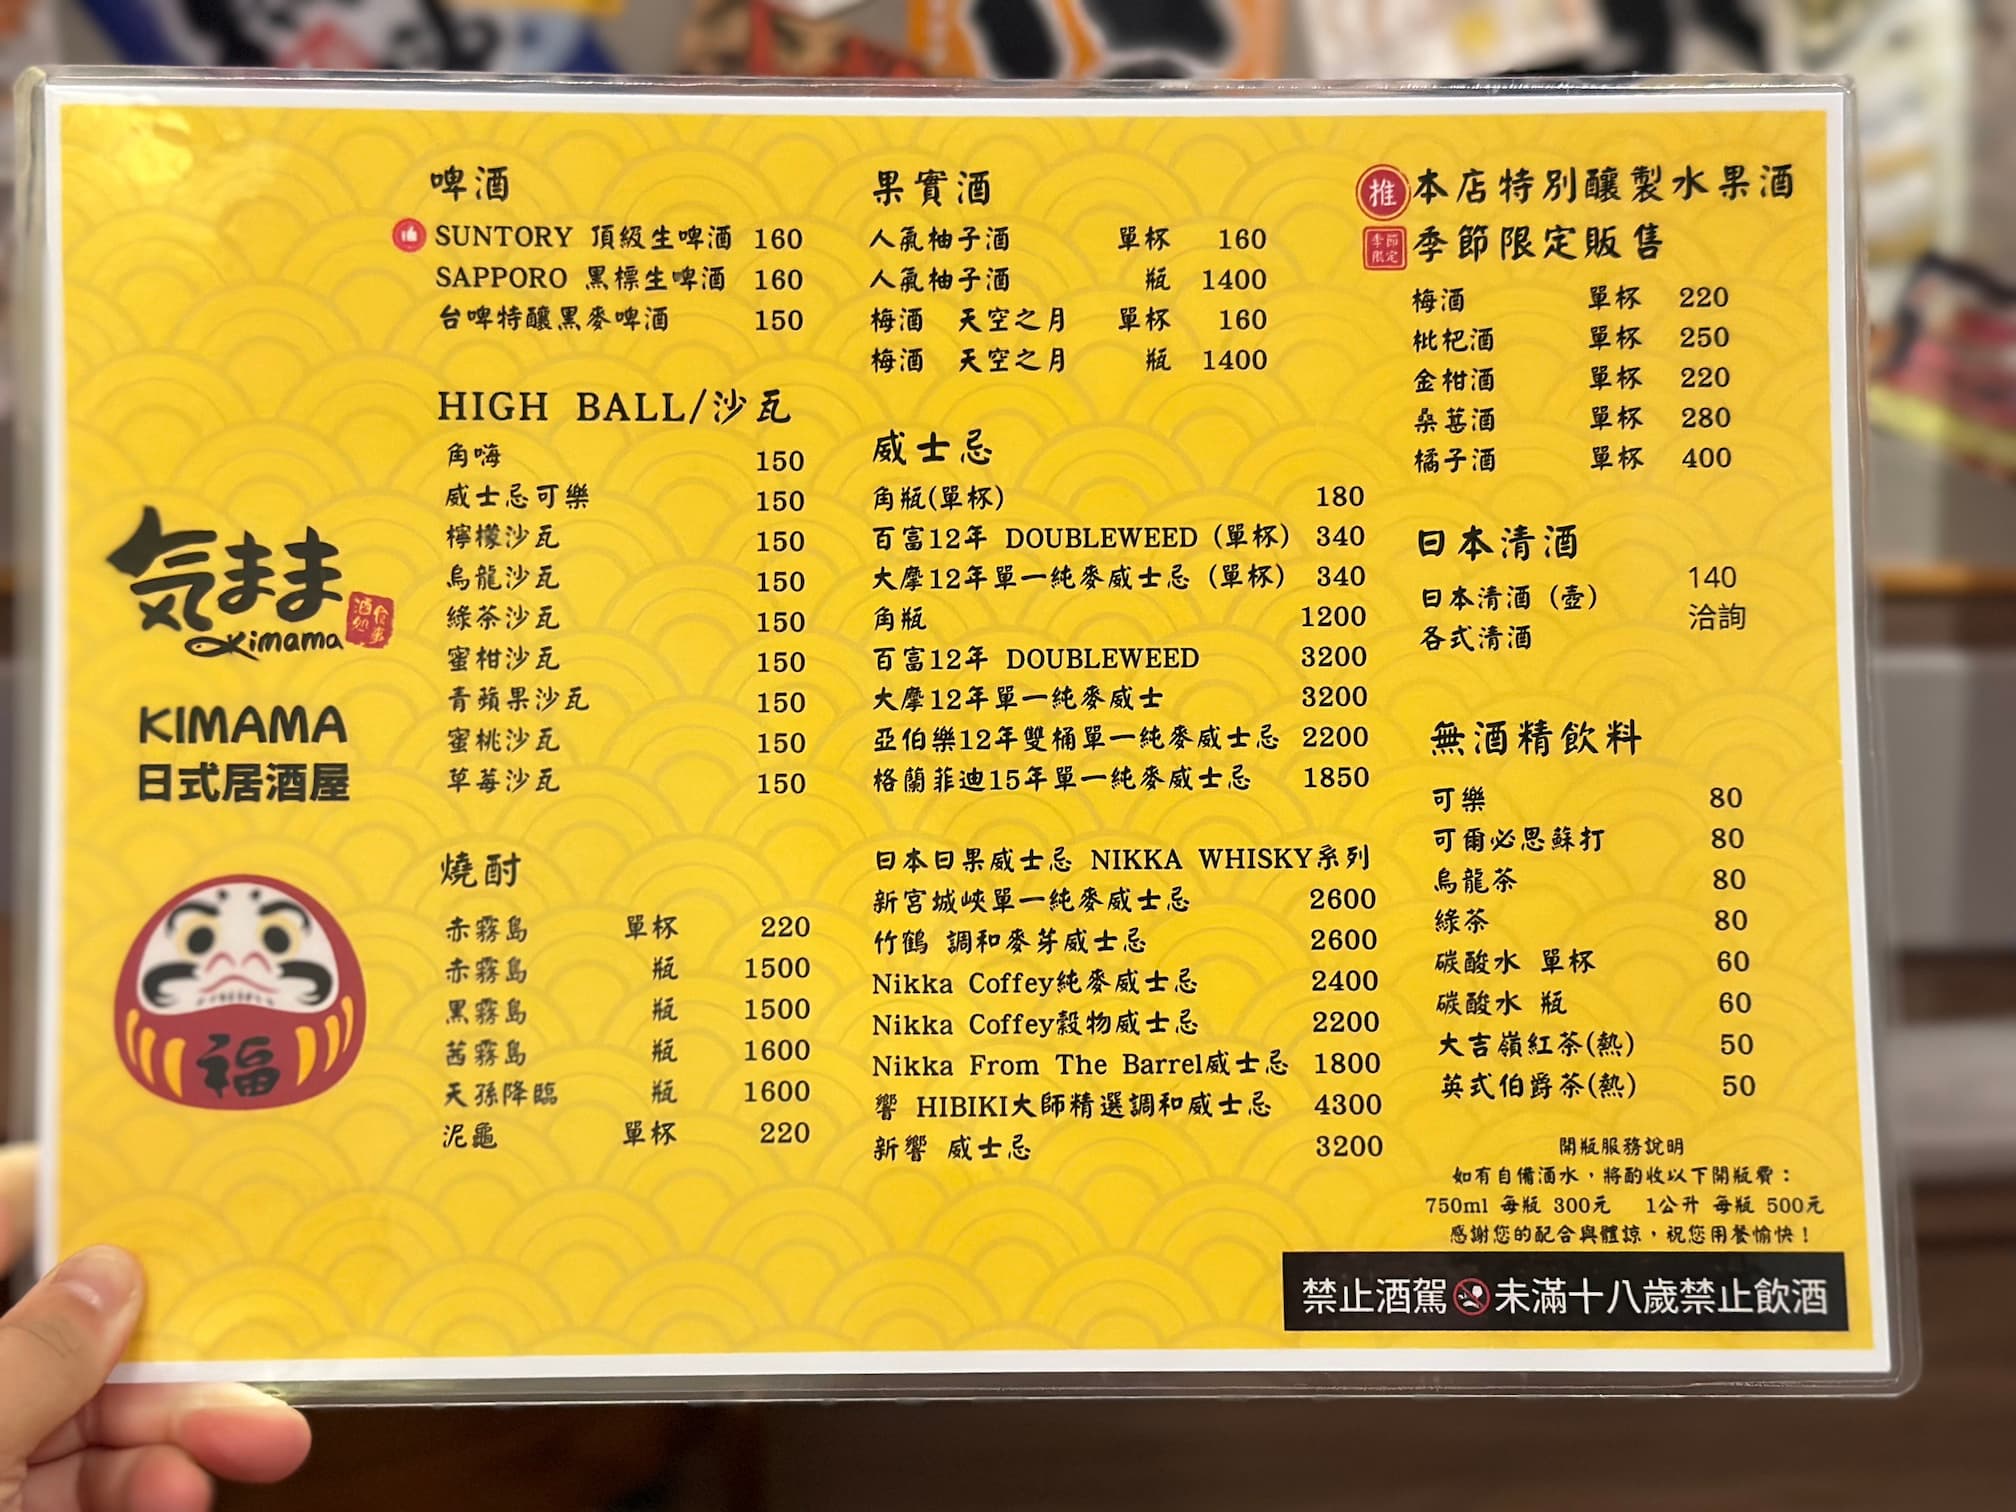 気まま
Kimama
酒処
食事
KIMAMA
日式居酒屋
福
啤酒
SUNTORY 頂級生啤酒 160
SAPPORO 黑標生啤酒 160
台啤特釀黑麥啤酒 150
HIGH BALL/沙瓦
角嗨 150
威士忌可樂 150
檸檬沙瓦 150
烏龍沙瓦 150
綠茶沙瓦 150
蜜柑沙瓦 150
青蘋果沙瓦 150
蜜桃沙瓦 150
草莓沙瓦 150
燒酎
赤霧島 單杯 220
赤霧島 瓶 1500
黑霧島 瓶 1500
茜霧島 瓶 1600
天孫降臨 瓶 1600
泥龜 單杯 220
果實酒
人氣柚子酒 單杯 160
人氣柚子酒 瓶 1400
梅酒 天空之月 單杯 160
梅酒 天空之月 瓶 1400
威士忌
角瓶(單杯) 180
百富12年 DOUBLEWEED (單杯) 340
大摩12年單一純麥威士忌 (單杯) 340
角瓶 1200
百富12年 DOUBLEWEED 3200
大摩12年單一純麥威士 3200
亞伯樂12年雙桶單一純麥威士忌 2200
格蘭菲迪15年單一純麥威士忌 1850
日本日果威士忌 NIKKA WHISKY系列
新宮城峽單一純麥威士忌 2600
竹鶴 調和麥芽威士忌 2600
Nikka Coffey純麥威士忌 2400
Nikka Coffey穀物威士忌 2200
Nikka From The Barrel威士忌 1800
響 HIBIKI大師精選調和威士忌 4300
新響 威士忌 3200
推 本店特別釀製水果酒
季節限定 季節限定販售
梅酒 單杯 220
枇杷酒 單杯 250
金柑酒 單杯 220
桑葚酒 單杯 280
橘子酒 單杯 400
日本清酒
日本清酒 (壺) 140
各式清酒 洽詢
無酒精飲料
可樂 80
可爾必思蘇打 80
烏龍茶 80
綠茶 80
碳酸水 單杯 60
碳酸水 瓶 60
大吉嶺紅茶(熱) 50
英式伯爵茶(熱) 50
開瓶服務說明
如有自備酒水，將酌收以下開瓶費：
750ml 每瓶 300元 1公升 每瓶 500元
感謝您的配合與體諒，祝您用餐愉快！
禁止酒駕 未滿十八歲禁止飲酒